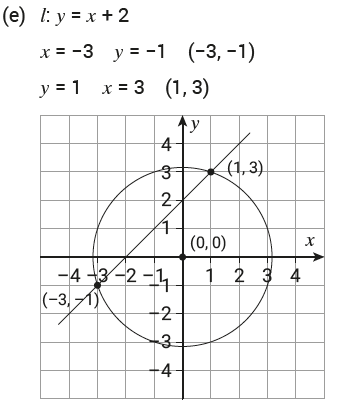 (e) l: y = x + 2
x = −3 y = −1 (−3, −1)
y = 1 x = 3 (1, 3)
y
4
3
(1, 3)
2
1
(0, 0)
x
−4 −3 −2 −1 1 2 3 4
−1
(−3, −1)
−2
−3
−4